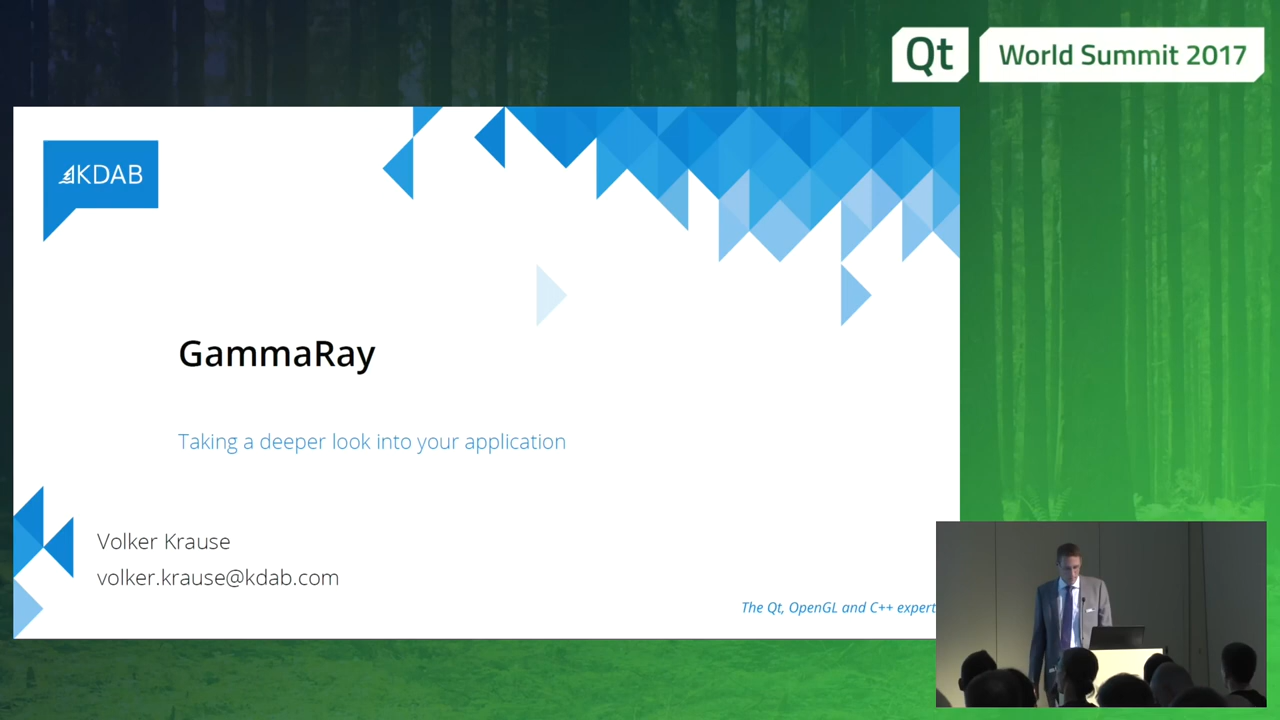 Qt World Summit 2017
KDAB
GammaRay
Taking a deeper look into your application
Volker Krause
volker.krause@kdab.com
The Qt, OpenGL and C++ expert